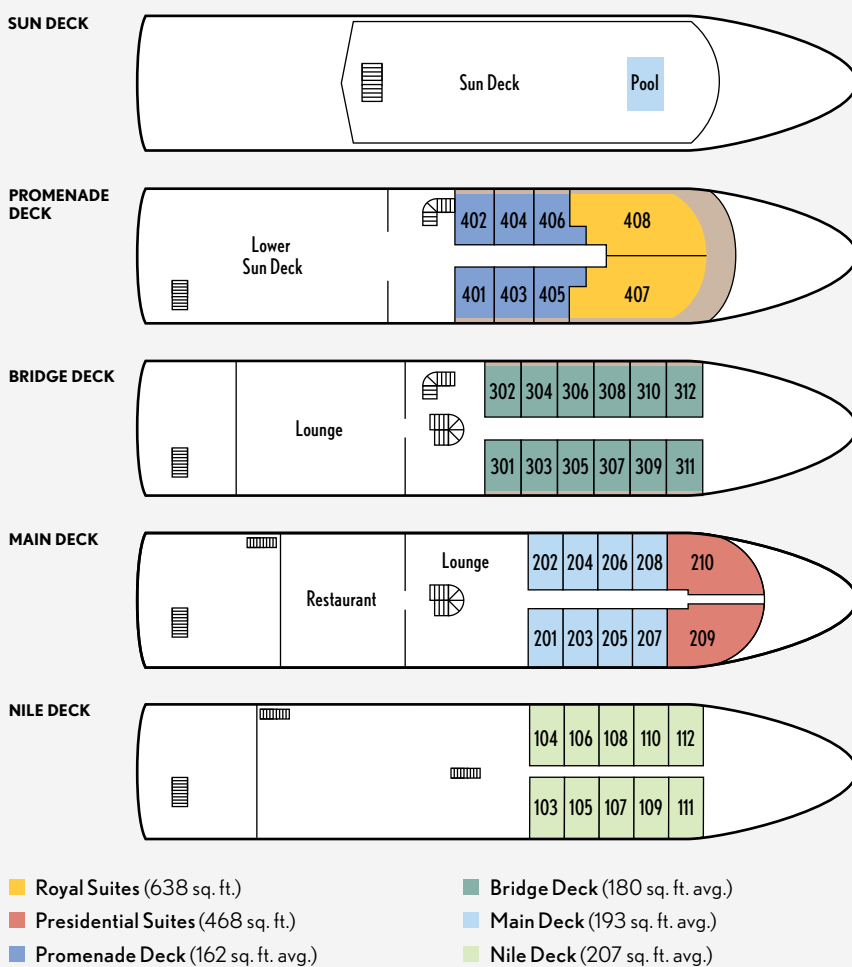 SUN DECK
Sun Deck
Pool
PROMENADE
DECK
402 404 406
408
Lower
Sun Deck
401 403 405
407
BRIDGE DECK
302 304 306 308 310 312
Lounge
301 303 305 307 309 311
MAIN DECK
Lounge
202 204 206 208 210
Restaurant
201 203 205 207 209
NILE DECK
104 106 108 110 112
103 105 107 109 111
Royal Suites (638 sq. ft.)
Presidential Suites (468 sq. ft.)
Promenade Deck (162 sq. ft. avg.)
Bridge Deck (180 sq. ft. avg.)
Main Deck (193 sq. ft. avg.)
Nile Deck (207 sq. ft. avg.)